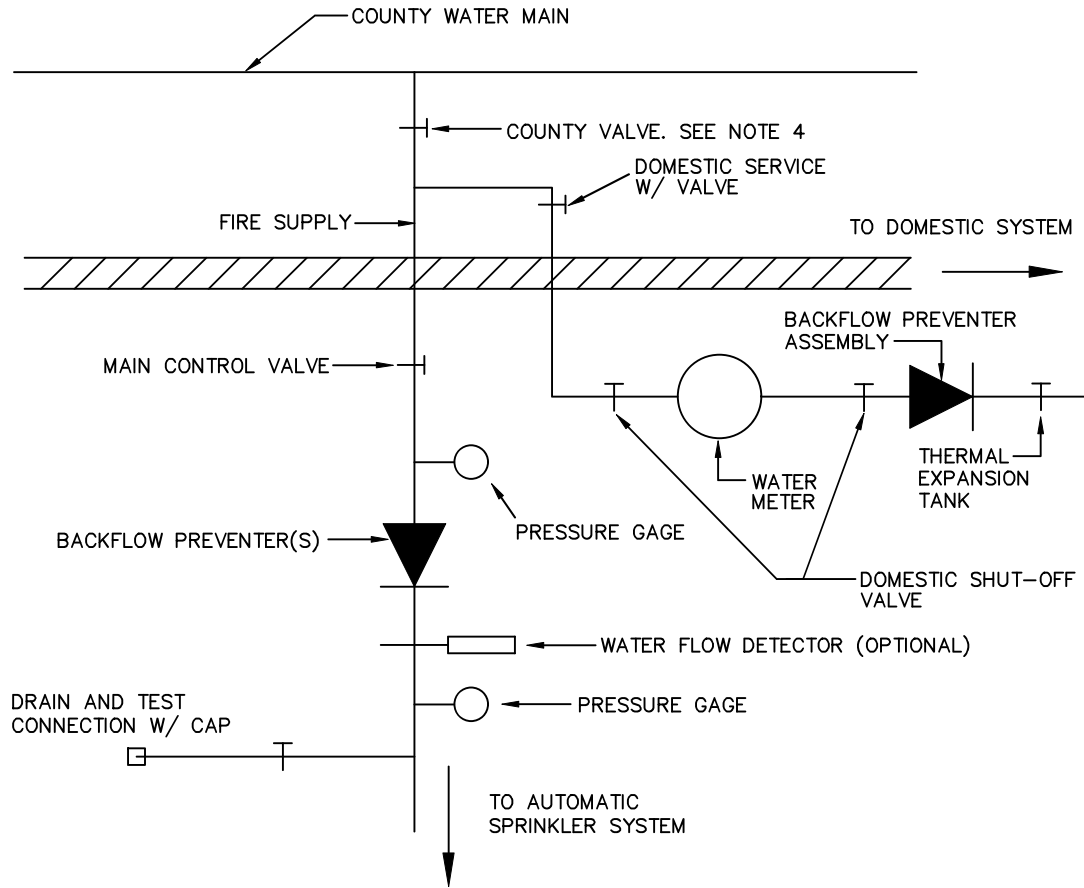 COUNTY WATER MAIN
COUNTY VALVE. SEE NOTE 4
DOMESTIC SERVICE
W/ VALVE
FIRE SUPPLY
TO DOMESTIC SYSTEM
BACKFLOW PREVENTER
ASSEMBLY
MAIN CONTROL VALVE
THERMAL
EXPANSION
TANK
WATER
METER
PRESSURE GAGE
BACKFLOW PREVENTER(S)
DOMESTIC SHUT-OFF
VALVE
WATER FLOW DETECTOR (OPTIONAL)
DRAIN AND TEST
CONNECTION W/ CAP
PRESSURE GAGE
TO AUTOMATIC
SPRINKLER SYSTEM